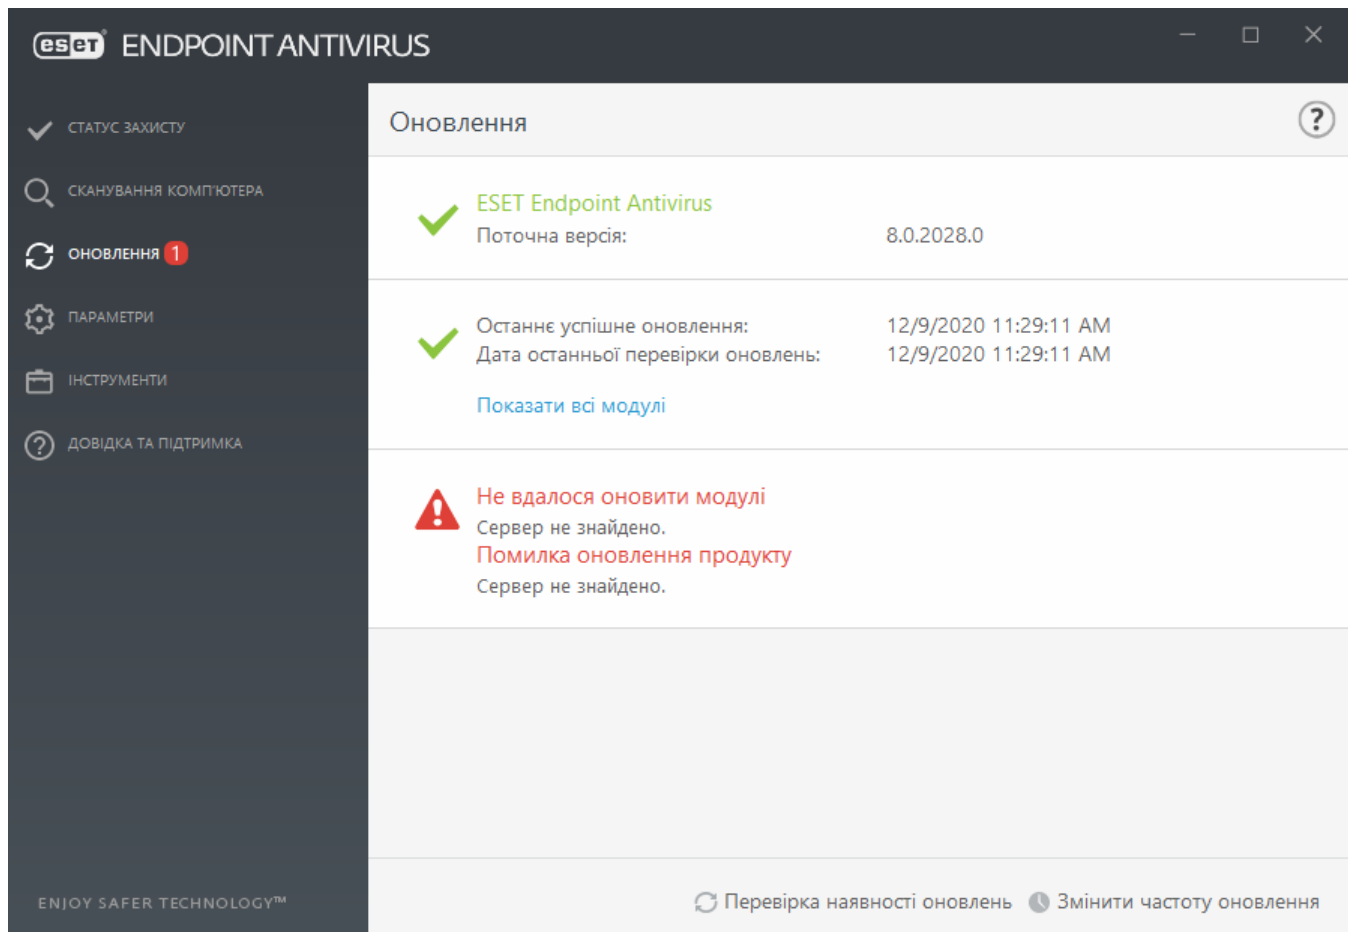 eset ENDPOINT ANTIVIRUS
СТАТУС ЗАХИСТУ
СКАНУВАННЯ КОМП'ЮТЕРА
ОНОВЛЕННЯ 1
ПАРАМЕТРИ
ІНСТРУМЕНТИ
ДОВІДКА ТА ПІДТРИМКА
ENJOY SAFER TECHNOLOGY™
Оновлення ?
ESET Endpoint Antivirus
Поточна версія: 8.0.2028.0
Останнє успішне оновлення: 12/9/2020 11:29:11 AM
Дата останньої перевірки оновлень: 12/9/2020 11:29:11 AM
Показати всі модулі
Не вдалося оновити модулі
Сервер не знайдено.
Помилка оновлення продукту
Сервер не знайдено.
Перевірка наявності оновлень Змінити частоту оновлення